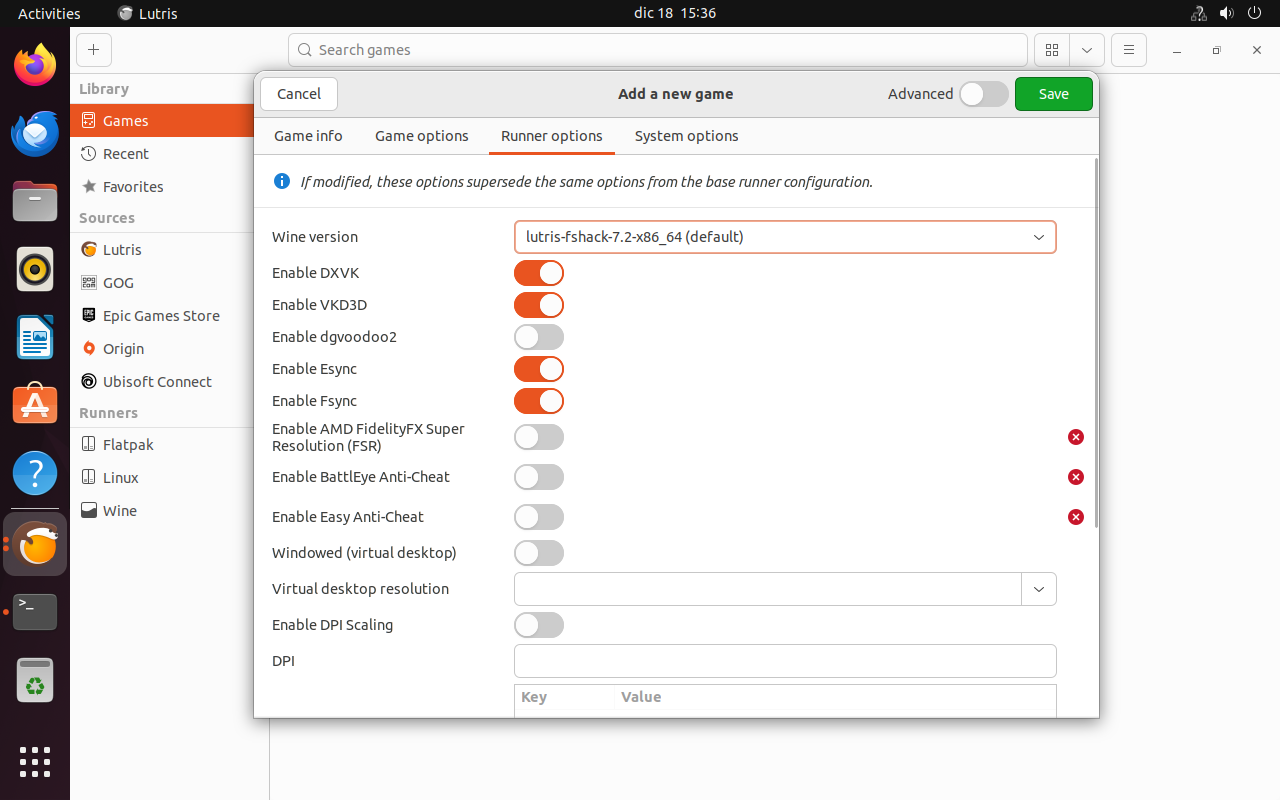 Activities
Lutris
dic 18 15:36
Search games
Library
Games
Recent
Favorites
Sources
Lutris
GOG
Epic Games Store
Origin
Ubisoft Connect
Runners
Flatpak
Linux
Wine
Cancel
Add a new game
Advanced
Save
Game info
Game options
Runner options
System options
If modified, these options supersede the same options from the base runner configuration.
Wine version
lutris-fshack-7.2-x86_64 (default)
Enable DXVK
Enable VKD3D
Enable dgvoodoo2
Enable Esync
Enable Fsync
Enable AMD FidelityFX Super
Resolution (FSR)
Enable BattlEye Anti-Cheat
Enable Easy Anti-Cheat
Windowed (virtual desktop)
Virtual desktop resolution
Enable DPI Scaling
DPI
Key
Value